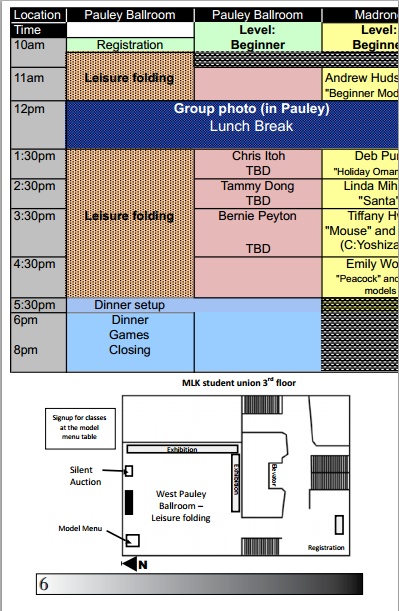 Location Pauley Ballroom Pauley Ballroom Madron
Time Level: Level:
Beginner Beginne
10am Registration
11am Leisure folding Andrew Huds
"Beginner Mod
12pm Group photo (in Pauley)
Lunch Break
1:30pm Chris Itoh Deb Pu
TBD "Holiday Omar
2:30pm Tammy Dong Linda Mih
TBD "Santa"
3:30pm Leisure folding Bernie Peyton Tiffany H
"Mouse" and
TBD (C:Yoshiza
4:30pm Emily Wo
"Peacock" and
models
5:30pm Dinner setup
6pm Dinner
Games
8pm Closing
MLK student union 3rd floor
Signup for classes
at the model
menu table
Exhibition
Silent
Auction
Exhibition
Elevator
West Pauley
Ballroom –
Leisure folding
Model Menu
Registration
N
6